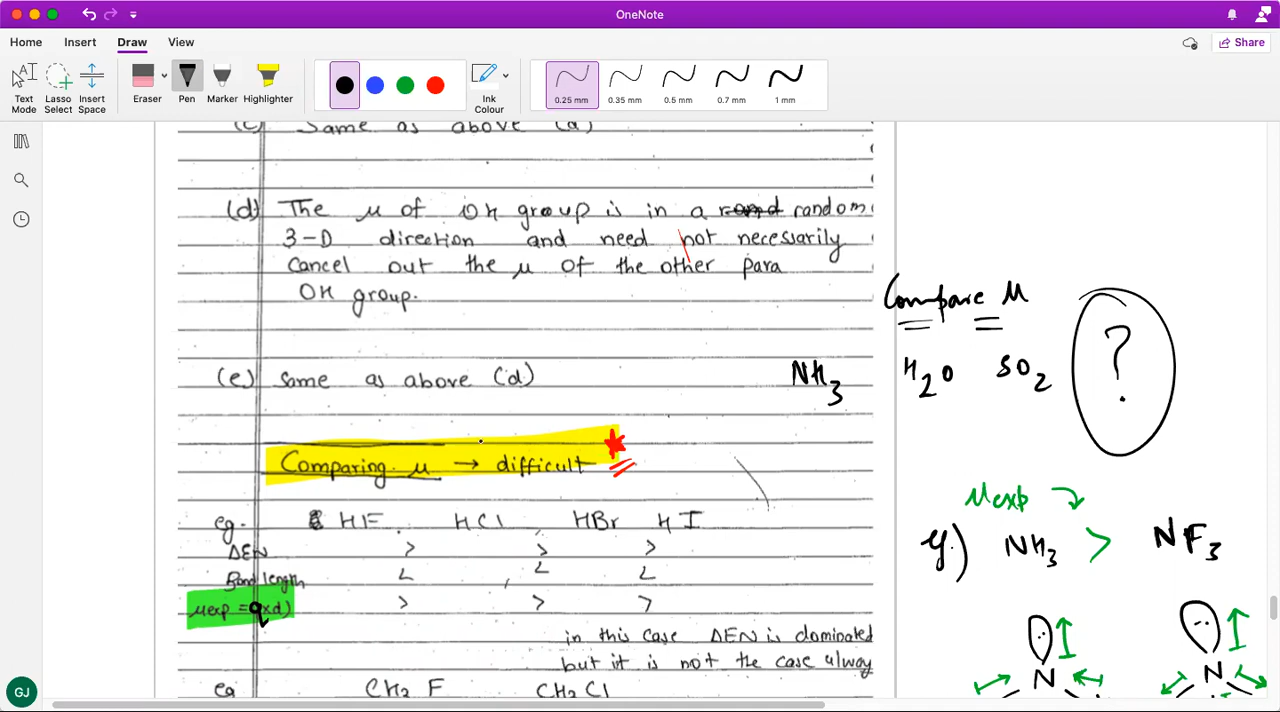 OneNote
Home Insert Draw View
Share
Text Mode
Lasso Select
Insert Space
Eraser
Pen
Marker
Highlighter
Ink Colour
0.25 mm
0.35 mm
0.5 mm
0.7 mm
1 mm
(c) Same as above (a)
(d) The μ of OH group is in a random
3-D direction and need not necessarily
Cancel out the μ of the other para
OH group.
(e) Same as above (d)
NH3
Comparing μ → difficult
eg. HF HCl HBr HI
ΔEN > > >
Bond length < < <
μexp = q×d) > > >
in this case ΔEN is dominated
but it is not the case alway
eg CH3 F CH3 Cl
Compare μ
H2O SO2 ?
μexp
eg.) NH3 > NF3
N N
GJ